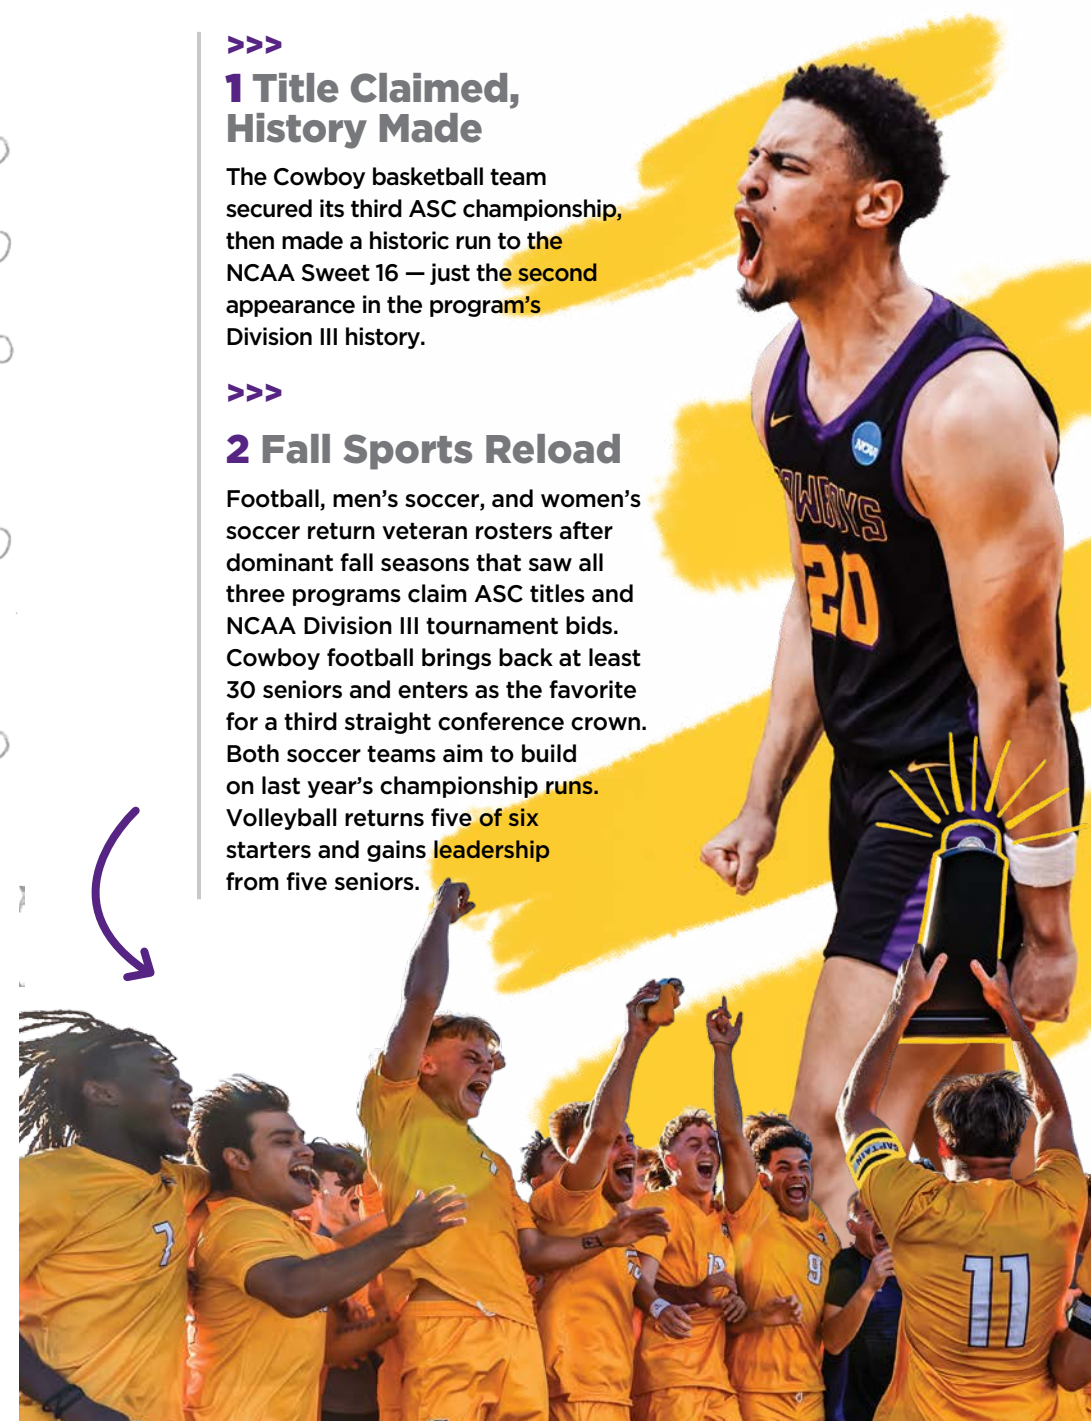 >>>
1 Title Claimed,
History Made
The Cowboy basketball team
secured its third ASC championship,
then made a historic run to the
NCAA Sweet 16 — just the second
appearance in the program’s
Division III history.
>>>
2 Fall Sports Reload
Football, men’s soccer, and women’s
soccer return veteran rosters after
dominant fall seasons that saw all
three programs claim ASC titles and
NCAA Division III tournament bids.
Cowboy football brings back at least
30 seniors and enters as the favorite
for a third straight conference crown.
Both soccer teams aim to build
on last year’s championship runs.
Volleyball returns five of six
starters and gains leadership
from five seniors.
NCAA
OWBOYS
20
CAPTAIN
7
12
9
11